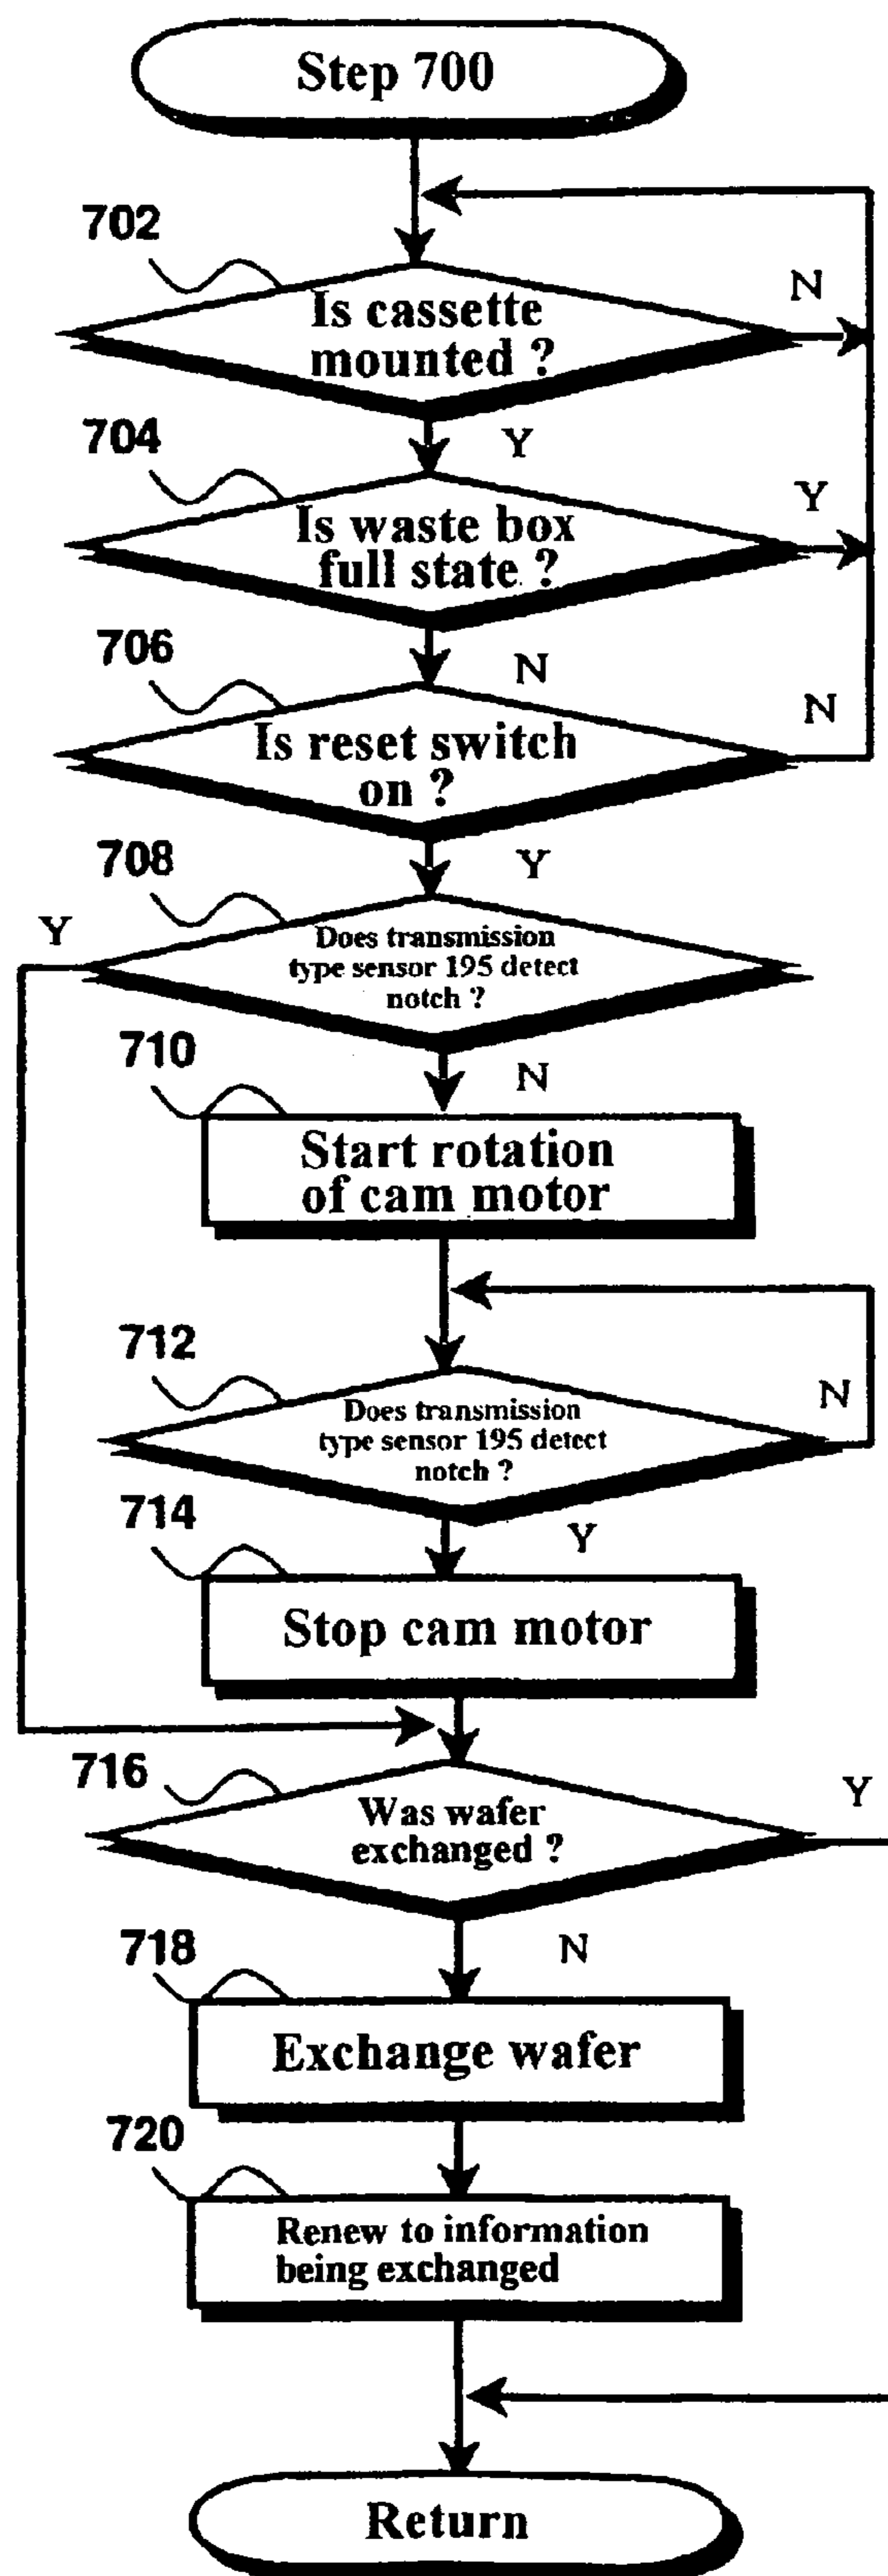 Step 700
702
Is cassette
mounted ?
N
Y
704
Is waste box
full state ?
Y
N
706
Is reset switch
on ?
N
Y
708
Does transmission
type sensor 195 detect
notch ?
Y
N
710
Start rotation
of cam motor
712
Does transmission
type sensor 195 detect
notch ?
N
Y
714
Stop cam motor
716
Was wafer
exchanged ?
Y
N
718
Exchange wafer
720
Renew to information
being exchanged
Return